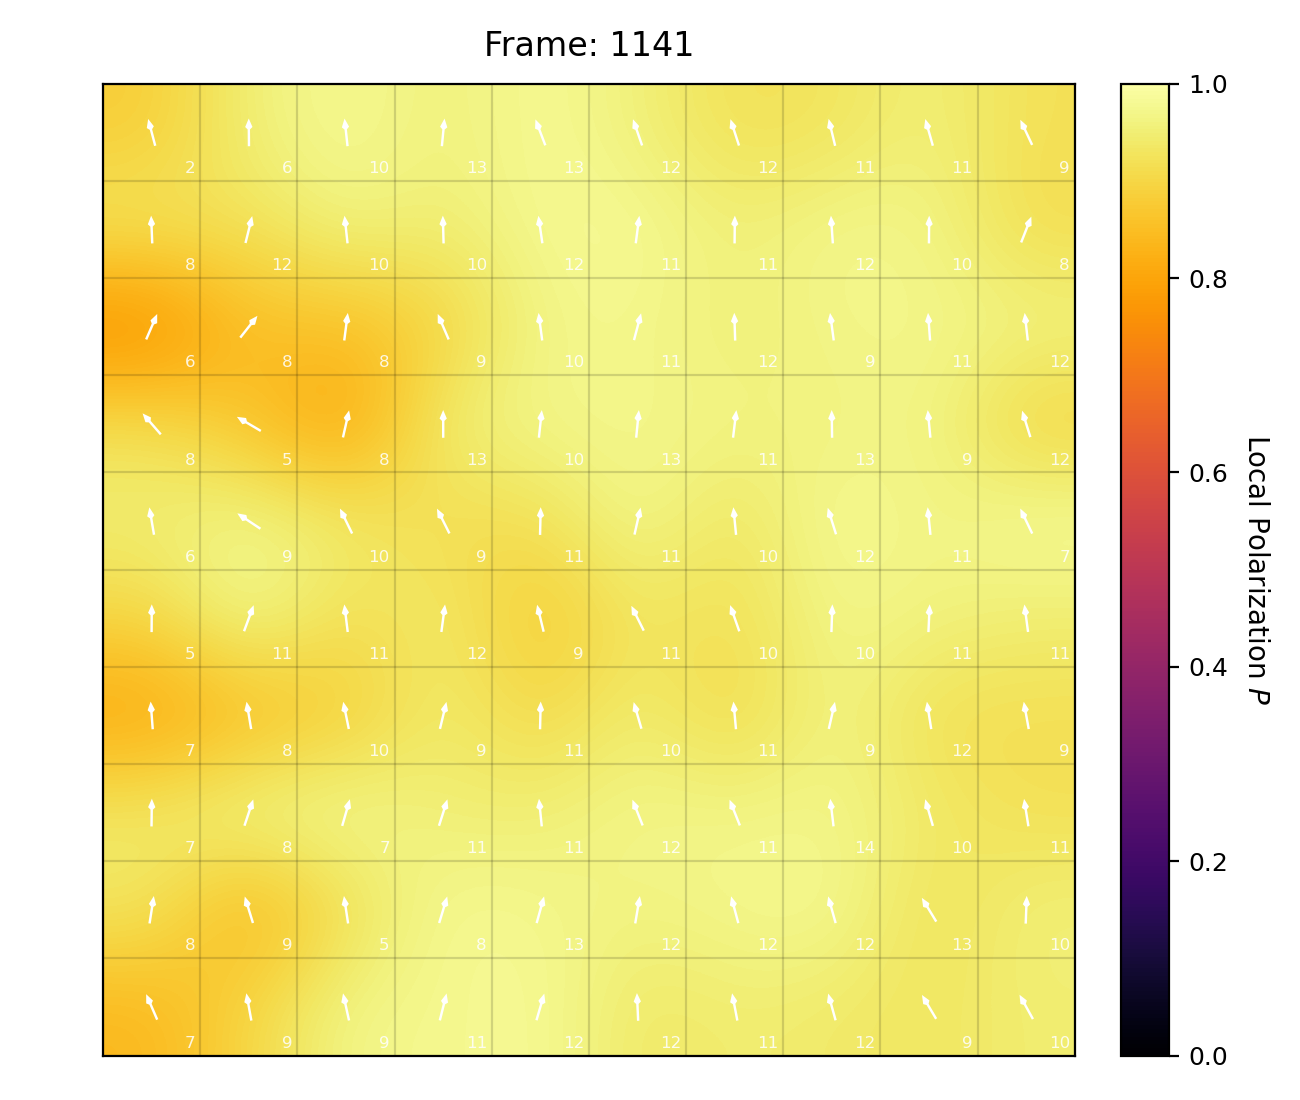 Frame: 1141
2 6 10 13 13 12 12 11 11 9
8 12 10 10 12 11 11 12 10 8
6 8 8 9 10 11 12 9 11 12
8 5 8 13 10 13 11 13 9 12
6 9 10 9 11 11 10 12 11 7
5 11 11 12 9 11 10 10 11 11
7 8 10 9 11 10 11 9 12 9
7 8 7 11 11 12 11 14 10 11
8 9 5 8 13 12 12 12 13 10
7 9 9 11 12 12 11 12 9 10
1.0
0.8
0.6
0.4
0.2
0.0
Local Polarization P